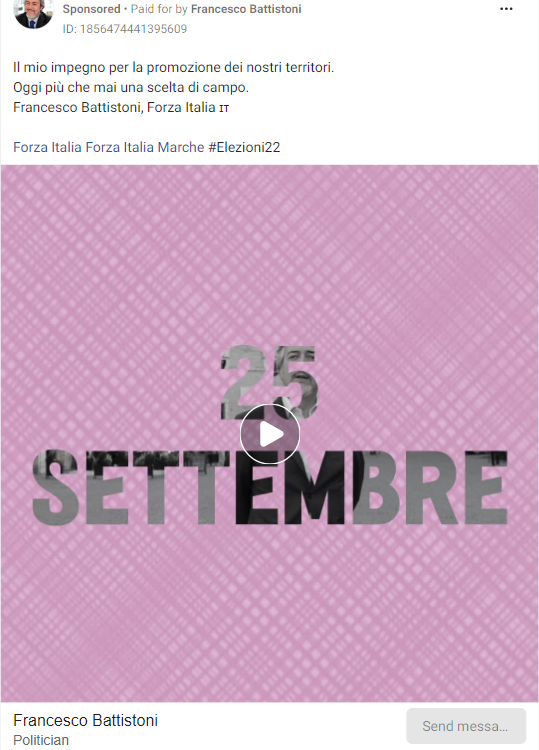 Sponsored • Paid for by Francesco Battistoni
ID: 1856474441395609
Il mio impegno per la promozione dei nostri territori.
Oggi più che mai una scelta di campo.
Francesco Battistoni, Forza Italia IT
Forza Italia Forza Italia Marche #Elezioni22
25
SETTEMBRE
Francesco Battistoni
Politician
Send messa...